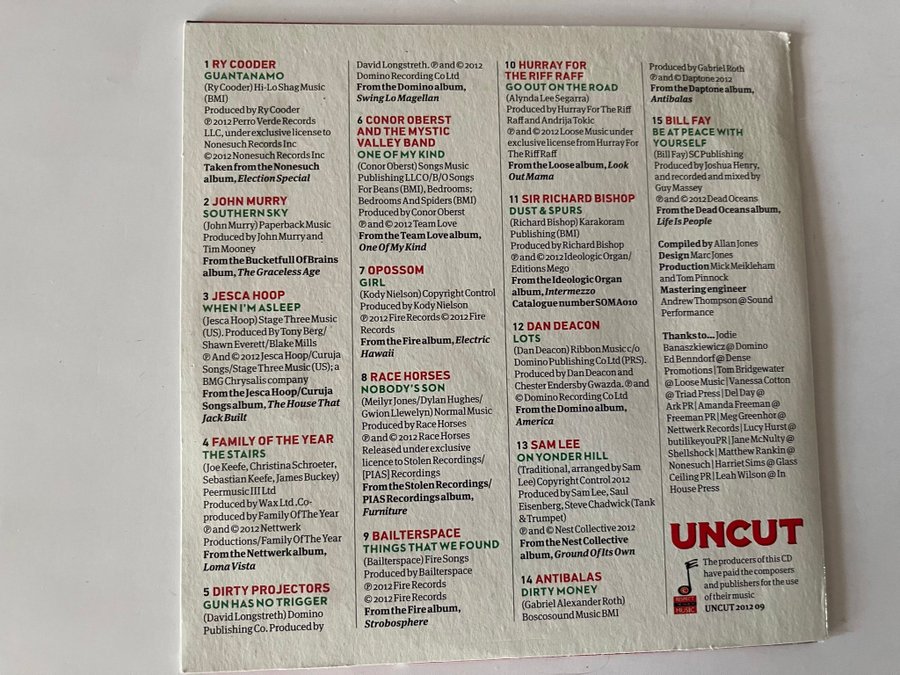 1 RY COODER
GUANTANAMO
(Ry Cooder) Hi-Lo Shag Music
(BMI)
Produced by Ry Cooder
℗ 2012 Perro Verde Records
LLC, under exclusive license to
Nonesuch Records Inc
© 2012 Nonesuch Records Inc
Taken from the Nonesuch
album, Election Special
2 JOHN MURRY
SOUTHERN SKY
(John Murry) Paperback Music
Produced by John Murry and
Tim Mooney
From the Bucketfull Of Brains
album, The Graceless Age
3 JESCA HOOP
WHEN I'M ASLEEP
(Jesca Hoop) Stage Three Music
(US). Produced by Tony Berg/
Shawn Everett/Blake Mills
℗ And © 2012 Jesca Hoop/Curuja
Songs/Stage Three Music (US); a
BMG Chrysalis company
From the Jesca Hoop/Curuja
Songs album, The House That
Jack Built
4 FAMILY OF THE YEAR
THE STAIRS
(Joe Keefe, Christina Schroeter,
Sebastian Keefe, James Buckey)
Peermusic III Ltd
Produced by Wax Ltd. Co-
produced by Family Of The Year
℗ and © 2012 Nettwerk
Productions/Family Of The Year
From the Nettwerk album,
Loma Vista
5 DIRTY PROJECTORS
GUN HAS NO TRIGGER
(David Longstreth) Domino
Publishing Co. Produced by
David Longstreth. ℗ and © 2012
Domino Recording Co Ltd
From the Domino album,
Swing Lo Magellan
6 CONOR OBERST
AND THE MYSTIC
VALLEY BAND
ONE OF MY KIND
(Conor Oberst) Songs Music
Publishing LLC O/B/O Songs
For Beans (BMI), Bedrooms;
Bedrooms And Spiders (BMI)
Produced by Conor Oberst
℗ and © 2012 Team Love
From the Team Love album,
One Of My Kind
7 OPOSSOM
GIRL
(Kody Nielson) Copyright Control
Produced by Kody Nielson
℗ 2012 Fire Records © 2012 Fire
Records
From the Fire album, Electric
Hawaii
8 RACE HORSES
NOBODY'S SON
(Meilyr Jones/Dylan Hughes/
Gwion Llewelyn) Normal Music
Produced by Race Horses
℗ and © 2012 Race Horses
Released under exclusive
licence to Stolen Recordings/
[PIAS] Recordings
From the Stolen Recordings/
PIAS Recordings album,
Furniture
9 BAILTERSPACE
THINGS THAT WE FOUND
(Bailterspace) Fire Songs
Produced by Bailterspace
℗ 2012 Fire Records
© 2012 Fire Records
From the Fire album,
Strobosphere
10 HURRAY FOR
THE RIFF RAFF
GO OUT ON THE ROAD
(Alynda Lee Segarra)
Produced by Hurray For The Riff
Raff and Andrija Tokic
℗ and © 2012 Loose Music under
exclusive license from Hurray For
The Riff Raff
From the Loose album, Look
Out Mama
11 SIR RICHARD BISHOP
DUST & SPURS
(Richard Bishop) Karakoram
Publishing (BMI)
Produced by Richard Bishop
℗ and © 2012 Ideologic Organ/
Editions Mego
From the Ideologic Organ
album, Intermezzo
Catalogue number SOMA010
12 DAN DEACON
LOTS
(Dan Deacon) Ribbon Music c/o
Domino Publishing Co Ltd (PRS).
Produced by Dan Deacon and
Chester Endersby Gwazda. ℗ and
© Domino Recording Co Ltd
From the Domino album,
America
13 SAM LEE
ON YONDER HILL
(Traditional, arranged by Sam
Lee) Copyright Control 2012
Produced by Sam Lee, Saul
Eisenberg, Steve Chadwick (Tank
& Trumpet)
℗ and © Nest Collective 2012
From the Nest Collective
album, Ground Of Its Own
14 ANTIBALAS
DIRTY MONEY
(Gabriel Alexander Roth)
Boscosound Music BMI
Produced by Gabriel Roth
℗ and © Daptone 2012
From the Daptone album,
Antibalas
15 BILL FAY
BE AT PEACE WITH
YOURSELF
(Bill Fay) SC Publishing
Produced by Joshua Henry,
and recorded and mixed by
Guy Massey
℗ and © 2012 Dead Oceans
From the Dead Oceans album,
Life Is People
Compiled by Allan Jones
Design Marc Jones
Production Mick Meikleham
and Tom Pinnock
Mastering engineer
Andrew Thompson @ Sound
Performance
Thanks to... Jodie
Banaszkiewicz @ Domino
Ed Benndorf @ Dense
Promotions | Tom Bridgewater
@ Loose Music | Vanessa Cotton
@ Triad Press | Del Day @
Ark PR | Amanda Freeman @
Freeman PR | Meg Greenhor @
Nettwerk Records | Lucy Hurst @
butilikeyouPR | Jane McNulty @
Shellshock | Matthew Rankin @
Nonesuch | Harriet Sims @ Glass
Ceiling PR | Leah Wilson @ In
House Press
UNCUT
The producers of this CD
have paid the composers
and publishers for the use
of their music
UNCUT 2012 09
RESPECT
MUSIC